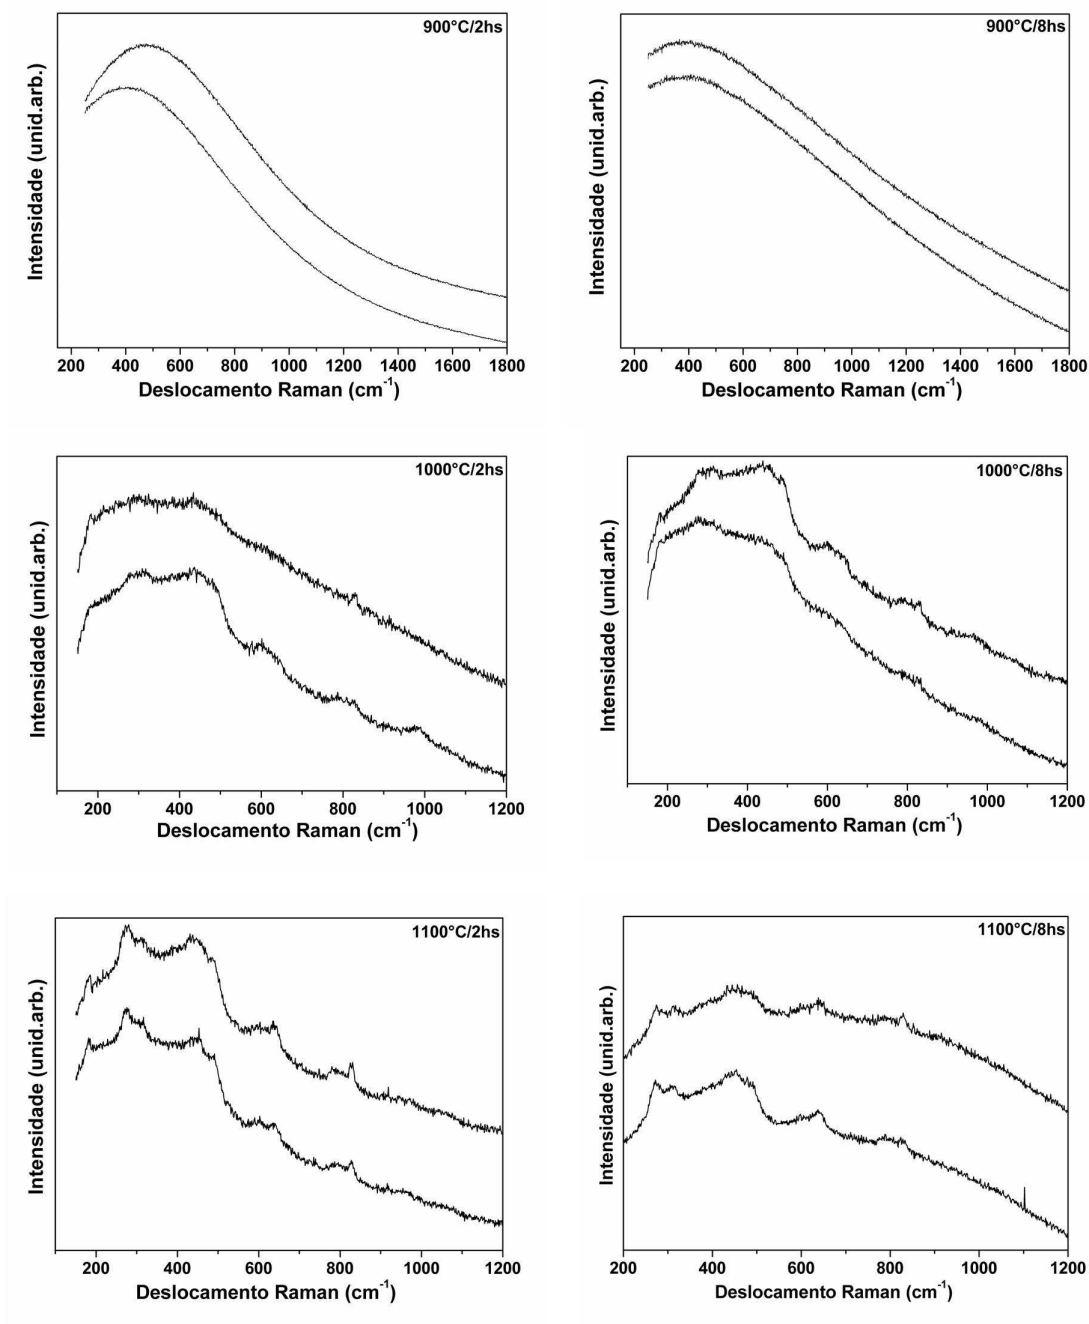 900°C/2hs
Intensidade (unid.arb.)
200 400 600 800 1000 1200 1400 1600 1800
Deslocamento Raman (cm⁻¹)
900°C/8hs
Intensidade (unid.arb.)
200 400 600 800 1000 1200 1400 1600 1800
Deslocamento Raman (cm⁻¹)
1000°C/2hs
Intensidade (unid.arb.)
200 400 600 800 1000 1200
Deslocamento Raman (cm⁻¹)
1000°C/8hs
Intensidade (unid.arb.)
200 400 600 800 1000 1200
Deslocamento Raman (cm⁻¹)
1100°C/2hs
Intensidade (unid.arb.)
200 400 600 800 1000 1200
Deslocamento Raman (cm⁻¹)
1100°C/8hs
Intensidade (unid.arb.)
200 400 600 800 1000 1200
Deslocamento Raman (cm⁻¹)